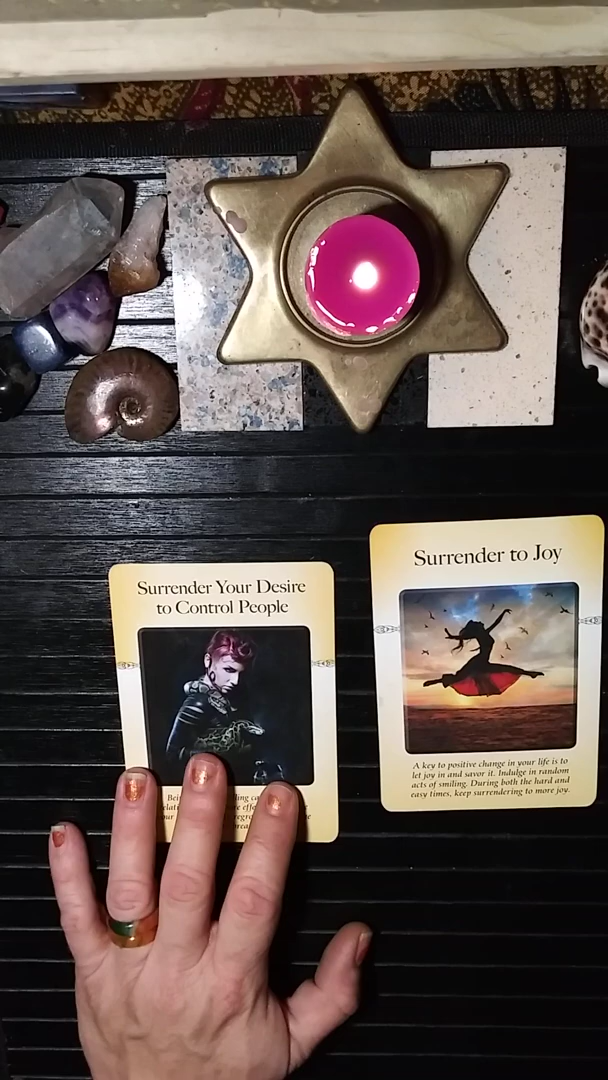 Surrender Your Desire
to Control People
Surrender to Joy
A key to positive change in your life is to
let joy in and savor it. Indulge in random
acts of smiling. During both the hard and
easy times, keep surrendering to more joy.